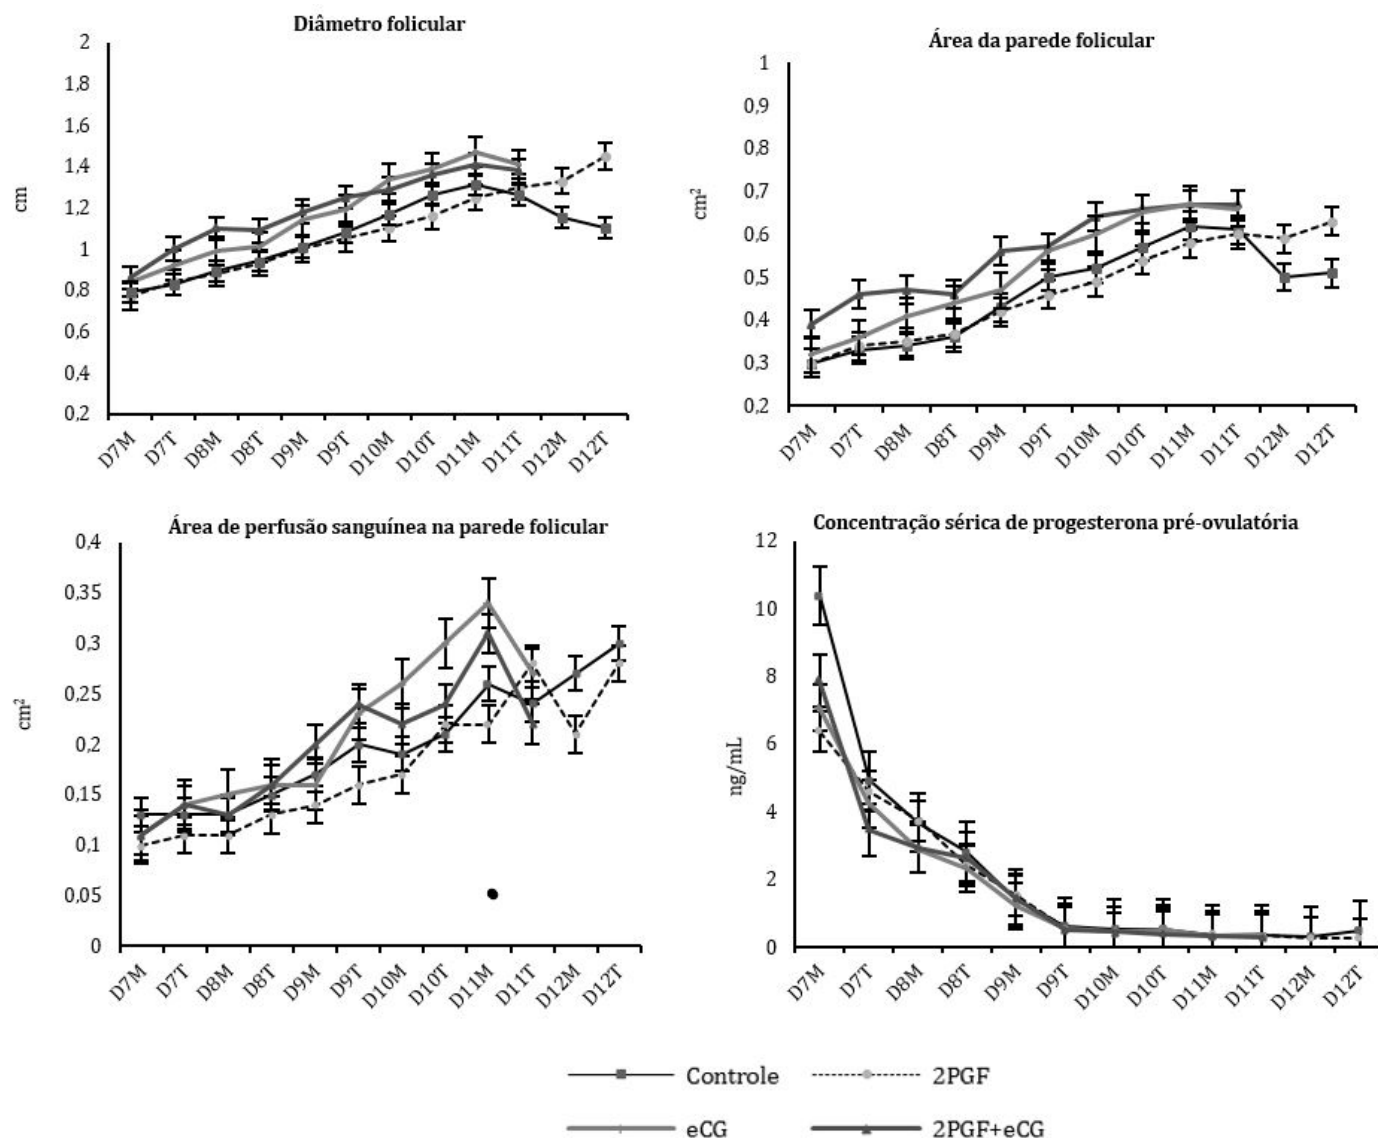 Diâmetro folicular
2
1,8
1,6
1,4
1,2
1
0,8
0,6
0,4
0,2
cm
D7M D7T D8M D8T D9M D9T D10M D10T D11M D11T D12M D12T
Área da parede folicular
1
0,9
0,8
0,7
0,6
0,5
0,4
0,3
0,2
cm²
D7M D7T D8M D8T D9M D9T D10M D10T D11M D11T D12M D12T
Área de perfusão sanguínea na parede folicular
0,4
0,35
0,3
0,25
0,2
0,15
0,1
0,05
0
cm²
D7M D7T D8M D8T D9M D9T D10M D10T D11M D11T D12M D12T
Concentração sérica de progesterona pré-ovulatória
12
10
8
6
4
2
0
ng/mL
D7M D7T D8M D8T D9M D9T D10M D10T D11M D11T D12M D12T
Controle 2PGF
eCG 2PGF+eCG